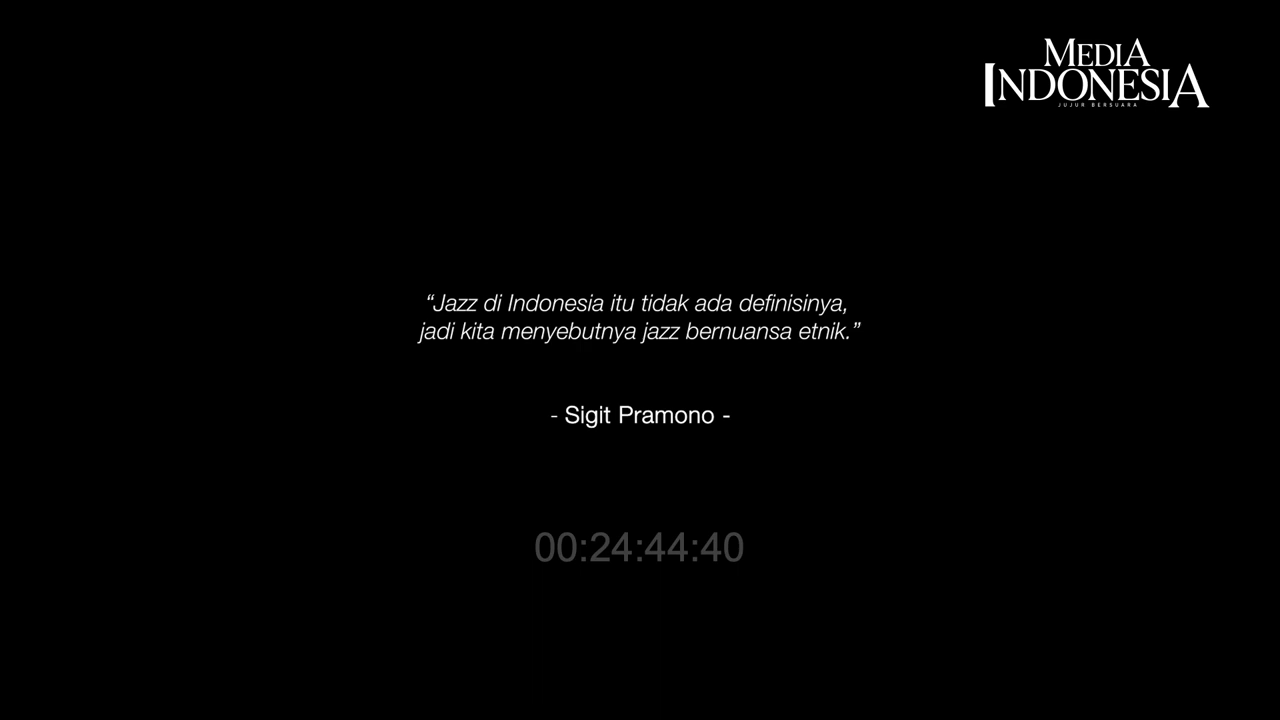 MEDIA
INDONESIA
JUJUR BERSUARA
“Jazz di Indonesia itu tidak ada definisinya,
jadi kita menyebutnya jazz bernuansa etnik.”
- Sigit Pramono -
00:24:44:40